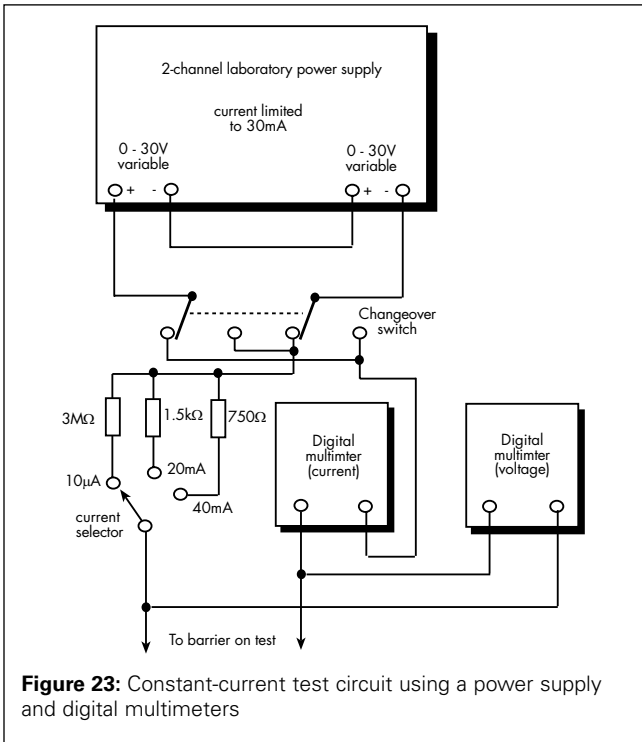 2-channel laboratory power supply
current limited
to 30mA
0 - 30V
variable
0 - 30V
variable
+ -
+ -
Changeover
switch
3MΩ
1.5kΩ
750Ω
10µA
20mA
40mA
current
selector
Digital
multimter
(current)
Digital
multimter
(voltage)
To barrier on test
Figure 23: Constant-current test circuit using a power supply
and digital multimeters